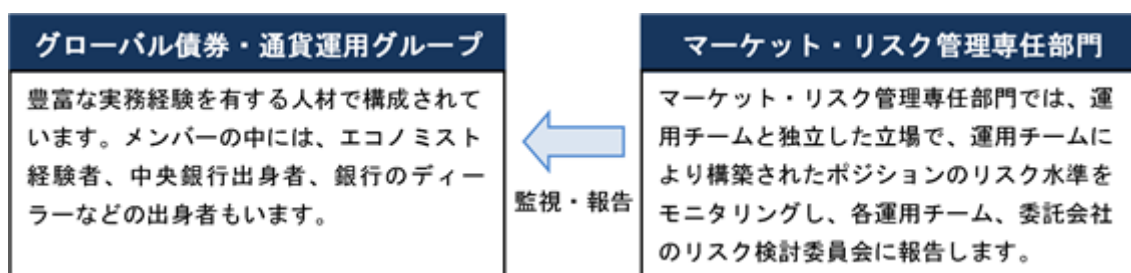 グローバル債券・通貨運用グループ
豊富な実務経験を有する人材で構成されて
います。メンバーの中には、エコノミスト
経験者、中央銀行出身者、銀行のディー
ラーなどの出身者もいます。
監視・報告
マーケット・リスク管理専任部門
マーケット・リスク管理専任部門では、運
用チームと独立した立場で、運用チームに
より構築されたポジションのリスク水準を
モニタリングし、各運用チーム、委託会社
のリスク検討委員会に報告します。